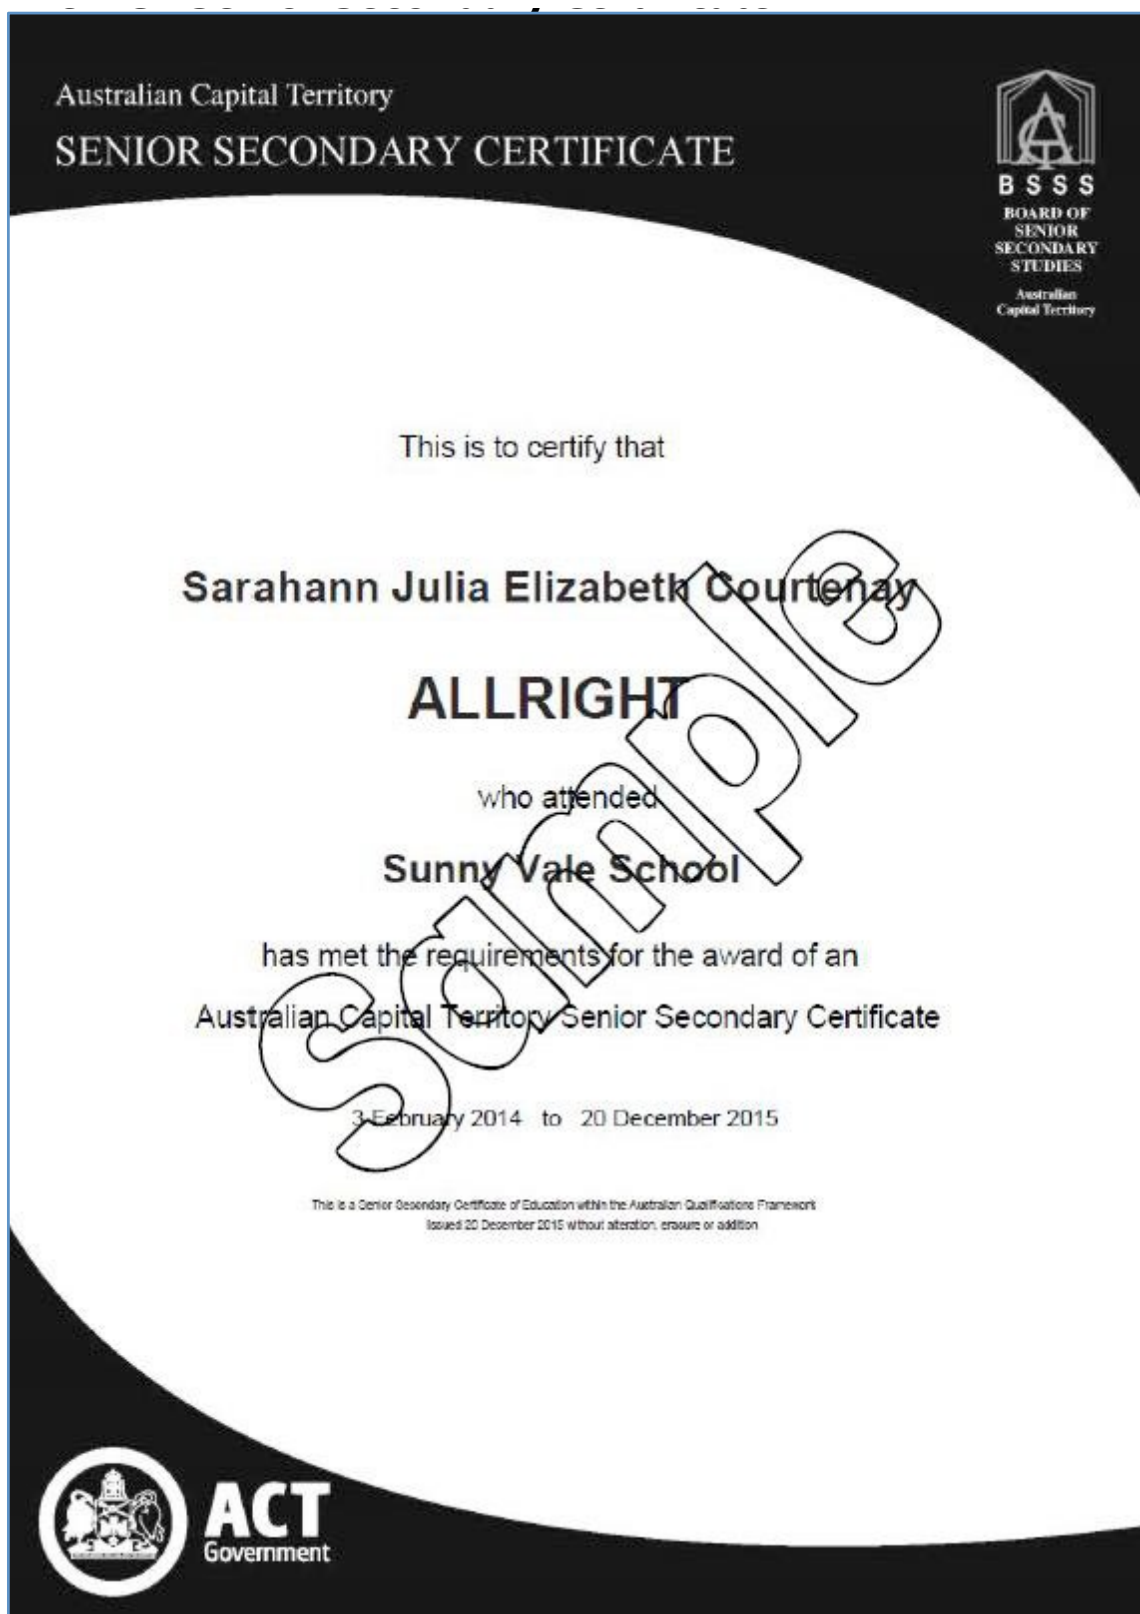 Australian Capital Territory
SENIOR SECONDARY CERTIFICATE
BSSS
BOARD OF
SENIOR
SECONDARY
STUDIES
Australian
Capital Territory
This is to certify that
Sarahann Julia Elizabeth Courtenay
ALLRIGHT
who attended
Sunny Vale School
has met the requirements for the award of an
Australian Capital Territory Senior Secondary Certificate
3 February 2014 to 20 December 2015
This is a Senior Secondary Certificate of Education within the Australian Qualifications Framework
Issued 20 December 2015 without alteration, erasure or addition
Sample
ACT
Government